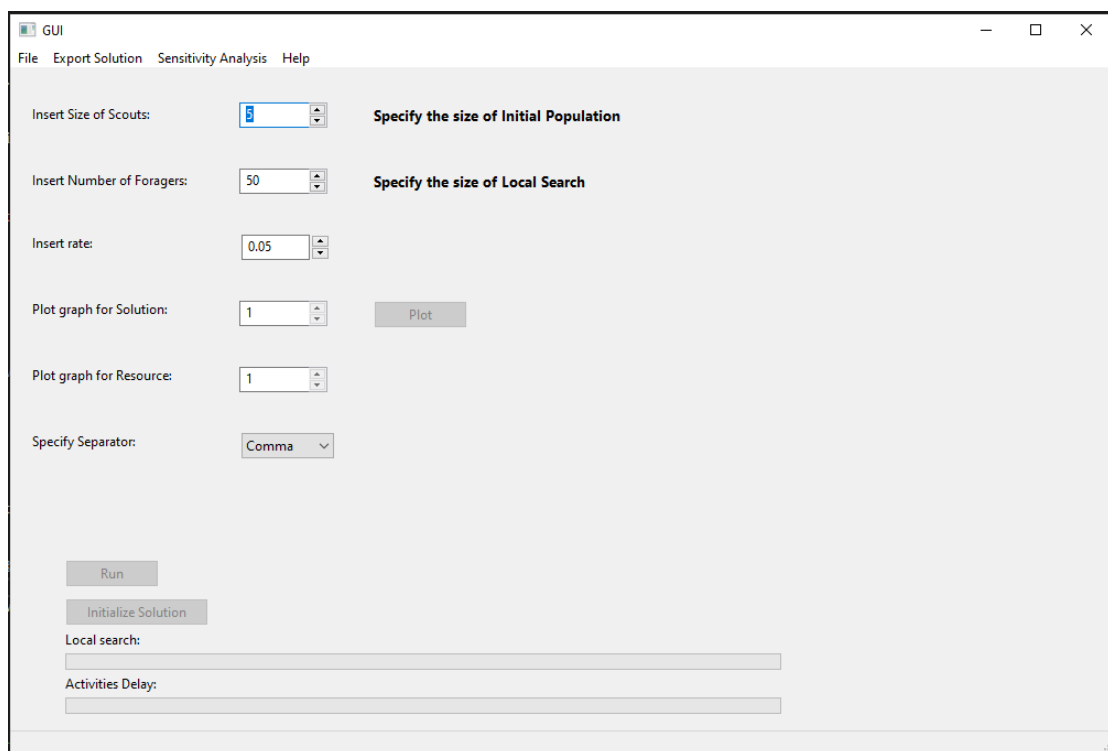 GUI
File Export Solution Sensitivity Analysis Help
Insert Size of Scouts: 5 Specify the size of Initial Population
Insert Number of Foragers: 50 Specify the size of Local Search
Insert rate: 0.05
Plot graph for Solution: 1 Plot
Plot graph for Resource: 1
Specify Separator: Comma
Run
Initialize Solution
Local search:
Activities Delay: